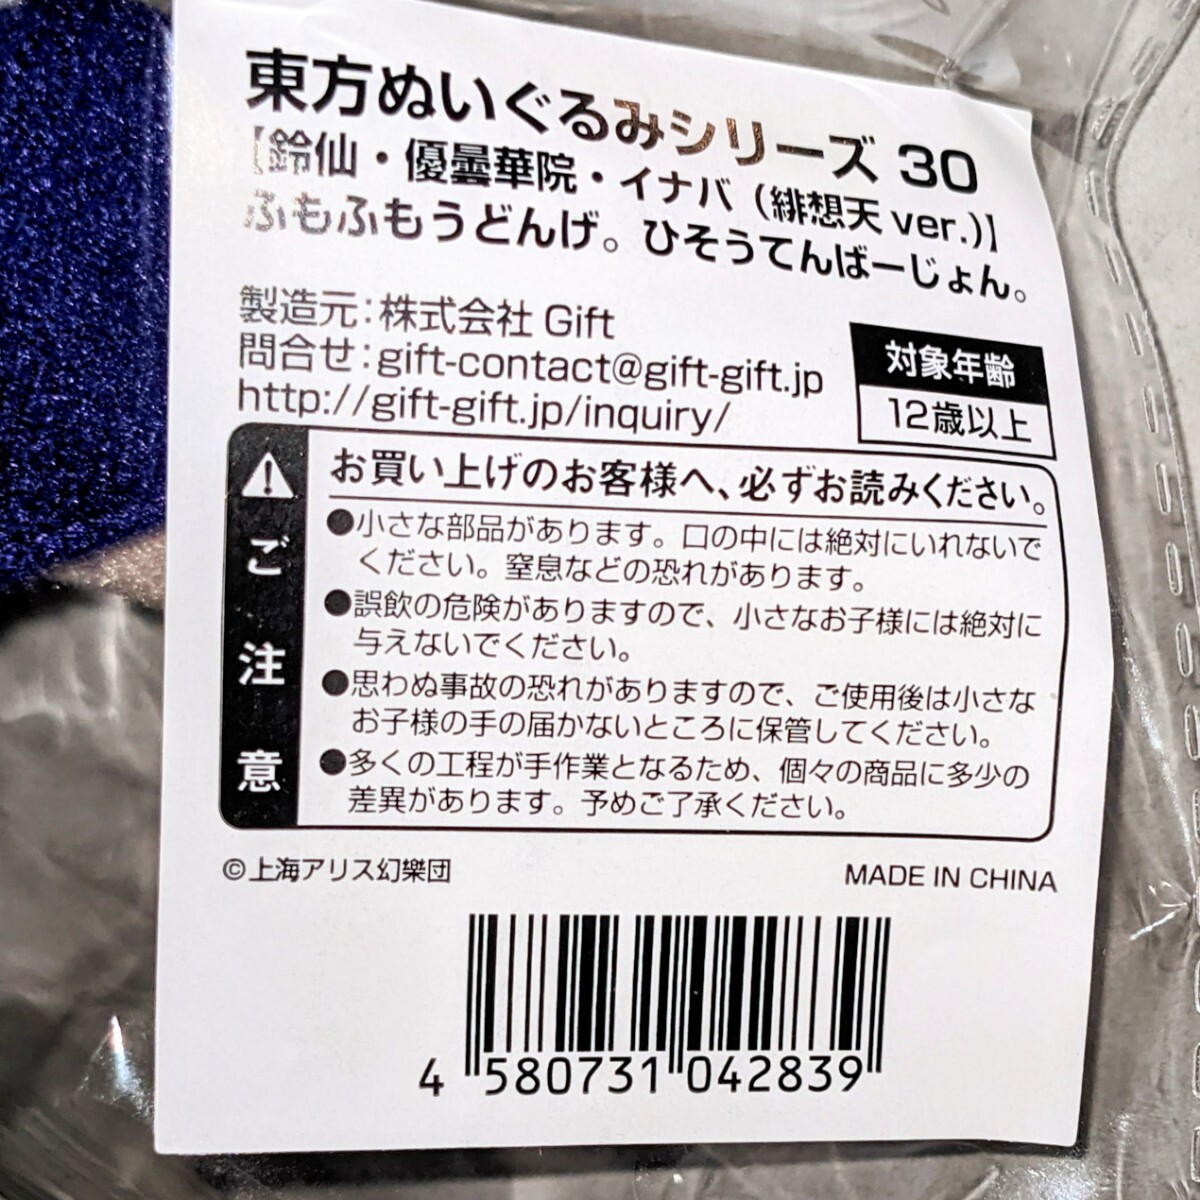 東方ぬいぐるみシリーズ 30
【鈴仙・優曇華院・イナバ（緋想天 ver.）】
ふもふもうどんげ。ひそうてんばーじょん。
製造元：株式会社 Gift
問合せ：gift-contact@gift-gift.jp
http://gift-gift.jp/inquiry/
対象年齢
12歳以上
ご注意
お買い上げのお客様へ、必ずお読みください。
●小さな部品があります。口の中には絶対にいれないで
ください。窒息などの恐れがあります。
●誤飲の危険がありますので、小さなお子様には絶対に
与えないでください。
●思わぬ事故の恐れがありますので、ご使用後は小さな
お子様の手の届かないところに保管してください。
●多くの工程が手作業となるため、個々の商品に多少の
差異があります。予めご了承ください。
©上海アリス幻樂団
MADE IN CHINA
4 580731 042839